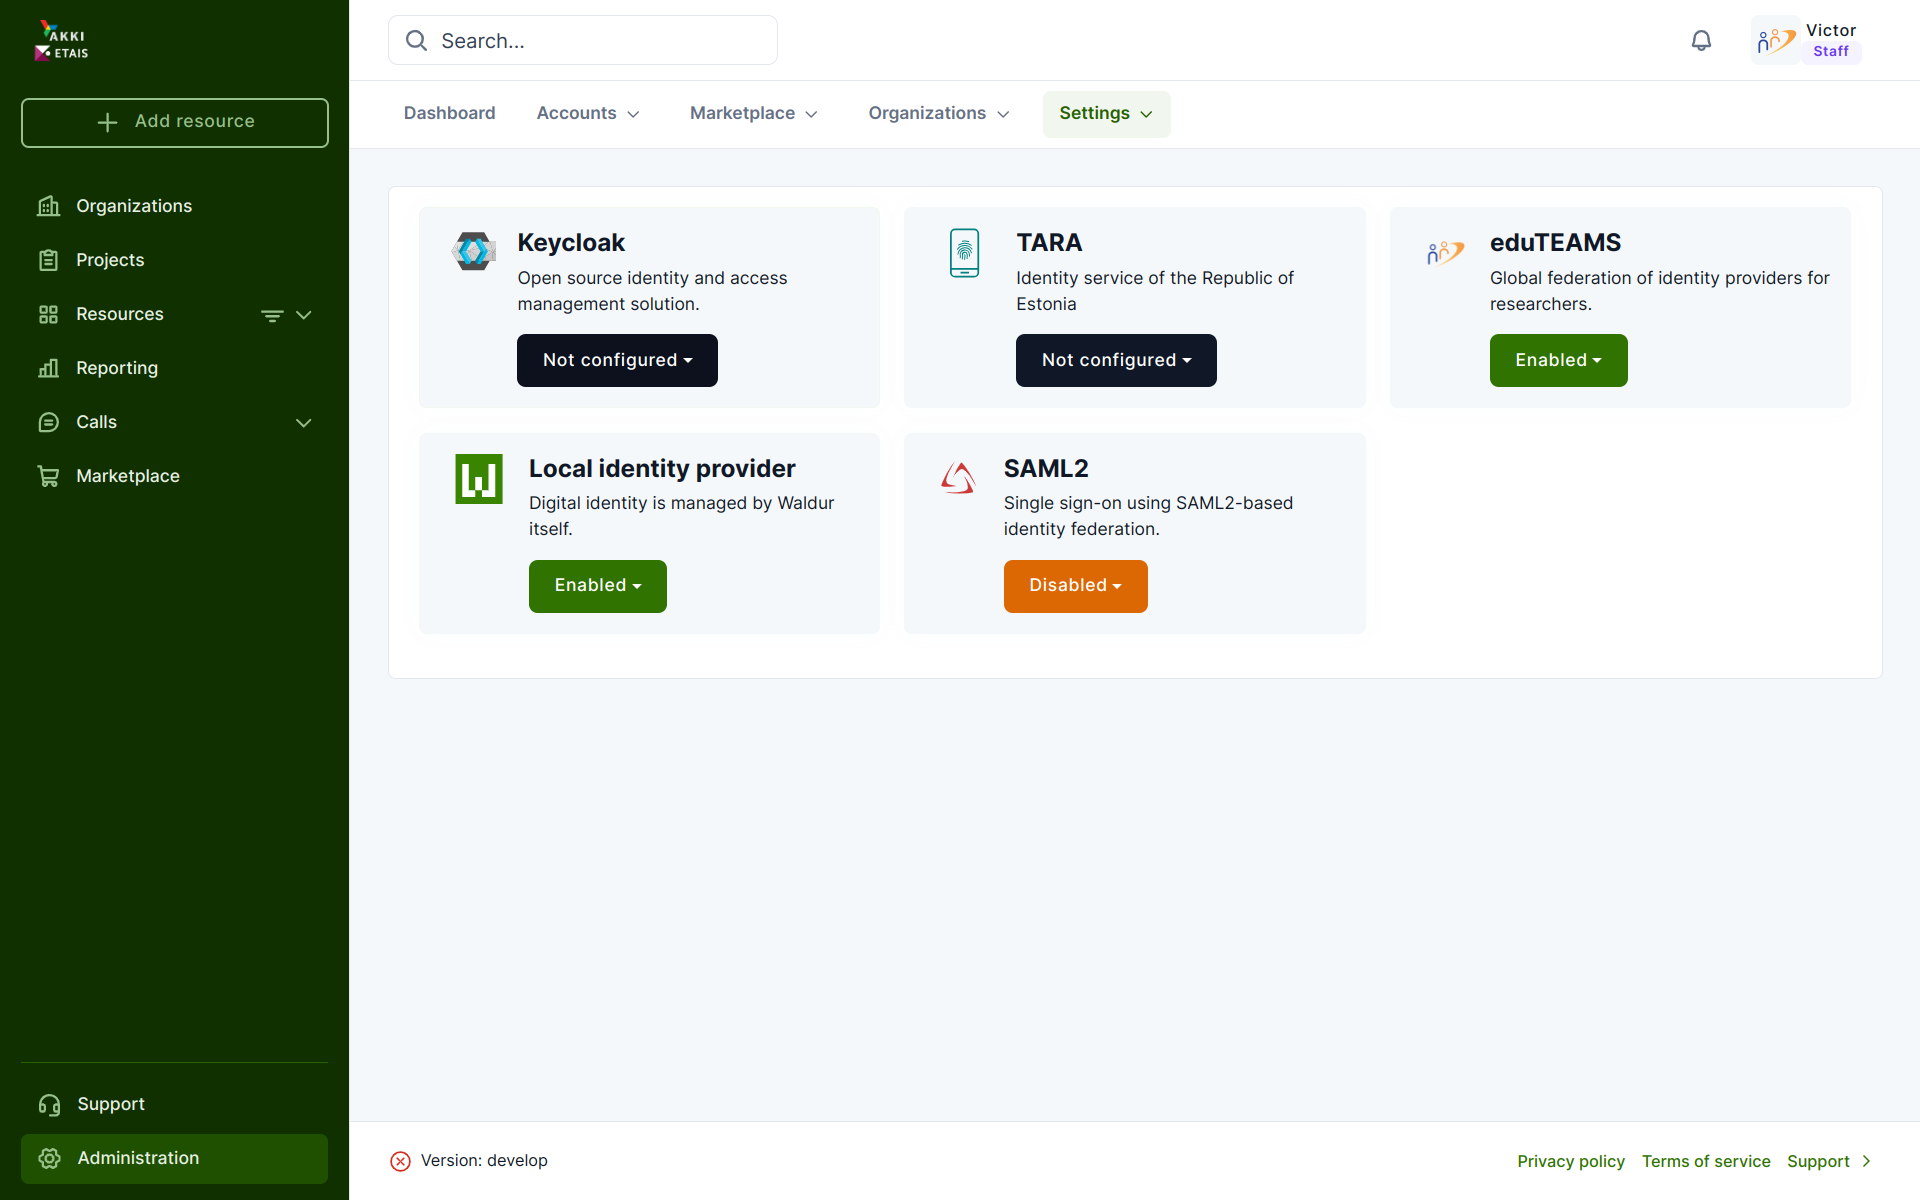 AKKI
ETAIS
Add resource
Organizations
Projects
Resources
Reporting
Calls
Marketplace
Support
Administration
Search...
Victor
Staff
Dashboard
Accounts
Marketplace
Organizations
Settings
Keycloak
Open source identity and access
management solution.
Not configured
TARA
Identity service of the Republic of
Estonia
Not configured
eduTEAMS
Global federation of identity providers for
researchers.
Enabled
Local identity provider
Digital identity is managed by Waldur
itself.
Enabled
SAML2
Single sign-on using SAML2-based
identity federation.
Disabled
Version: develop
Privacy policy
Terms of service
Support